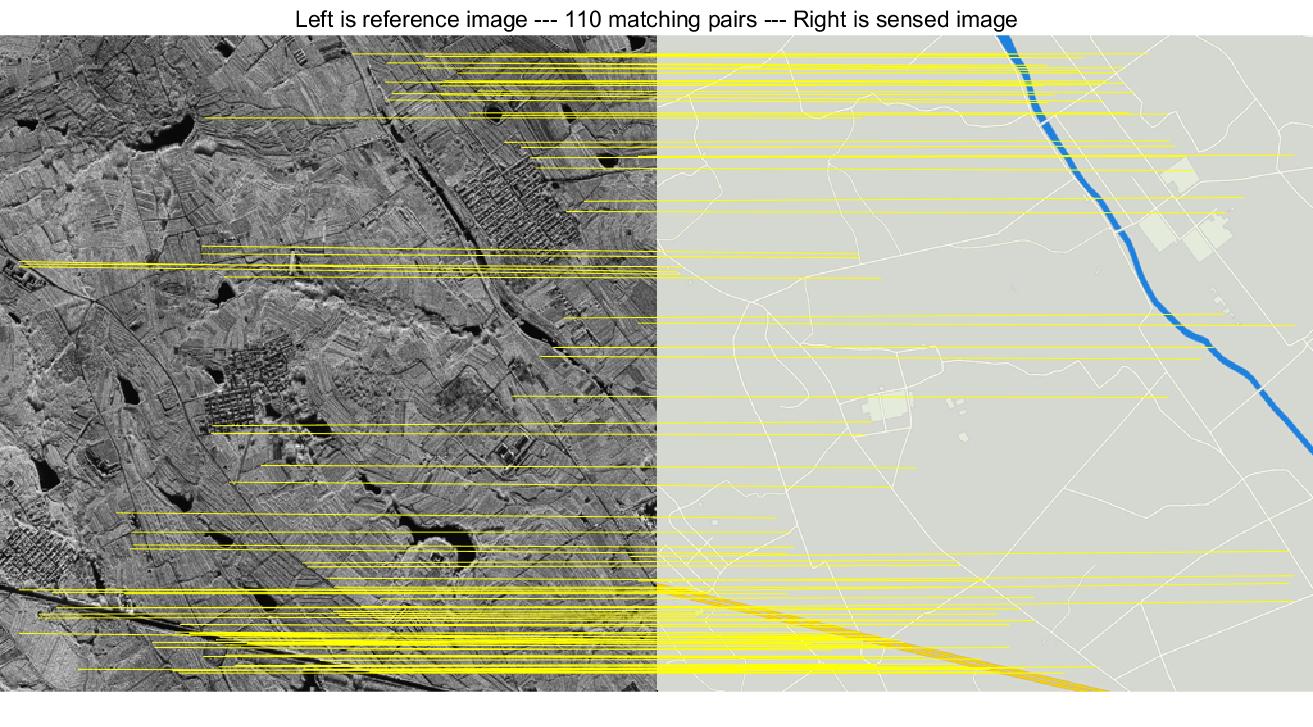 Left is reference image --- 110 matching pairs --- Right is sensed image